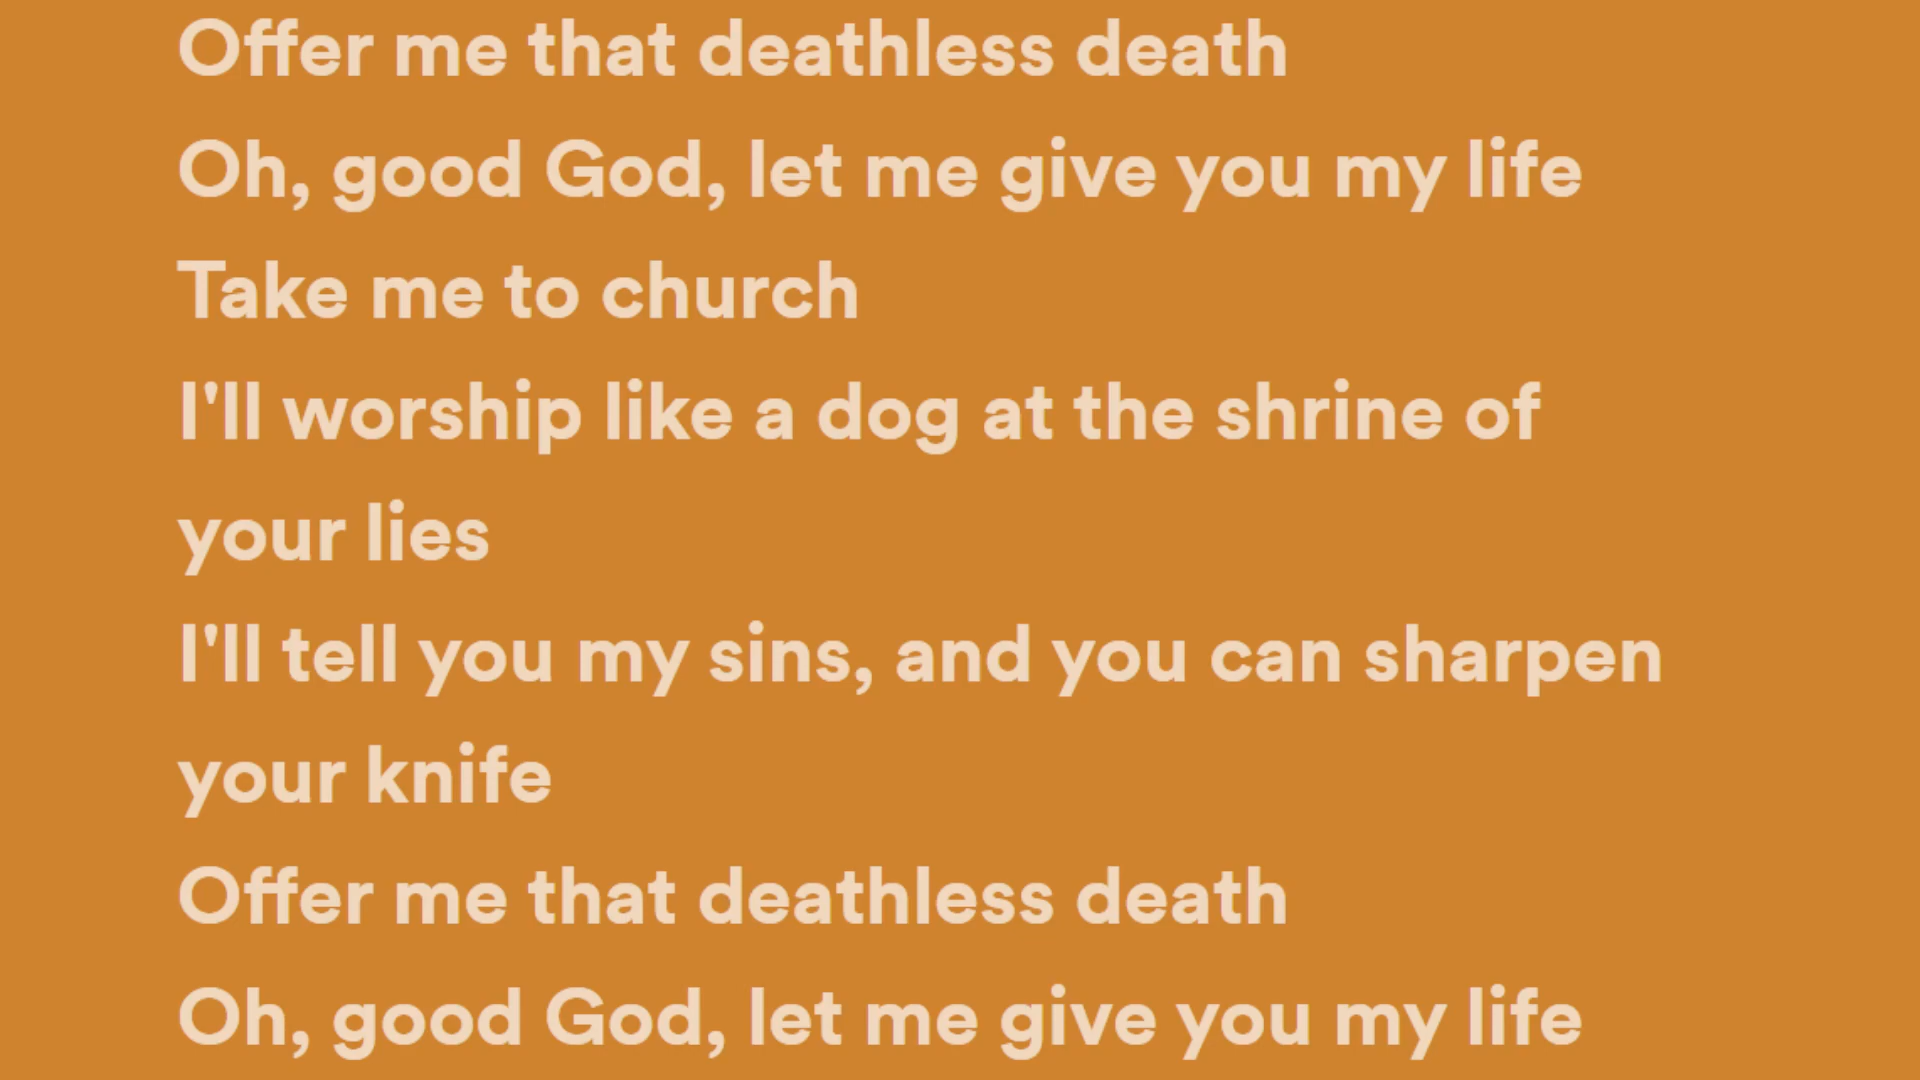 Offer me that deathless death
Oh, good God, let me give you my life
Take me to church
I'll worship like a dog at the shrine of
your lies
I'll tell you my sins, and you can sharpen
your knife
Offer me that deathless death
Oh, good God, let me give you my life